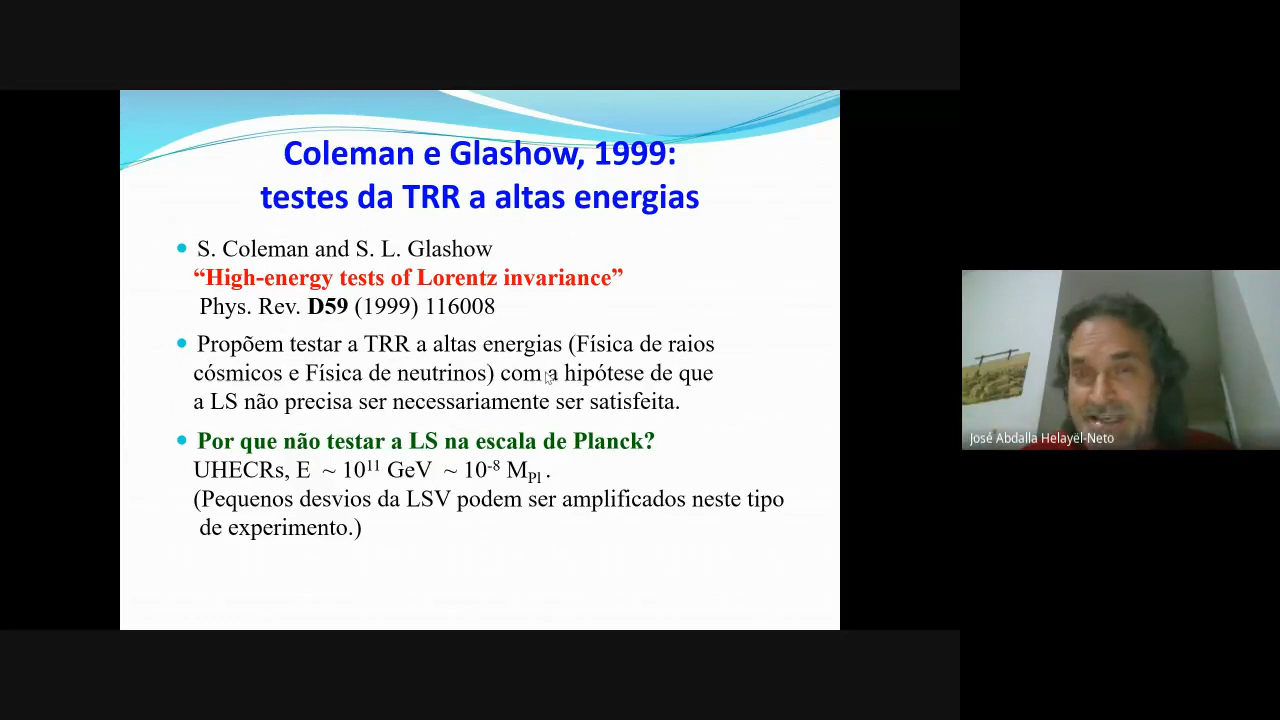 Coleman e Glashow, 1999:
testes da TRR a altas energias
S. Coleman and S. L. Glashow
“High-energy tests of Lorentz invariance”
Phys. Rev. D59 (1999) 116008
Propõem testar a TRR a altas energias (Física de raios
cósmicos e Física de neutrinos) com a hipótese de que
a LS não precisa ser necessariamente ser satisfeita.
Por que não testar a LS na escala de Planck?
UHECRs, E ~ 10¹¹ GeV ~ 10⁻⁸ M_Pl .
(Pequenos desvios da LSV podem ser amplificados neste tipo
de experimento.)
José Abdalla Helayël-Neto